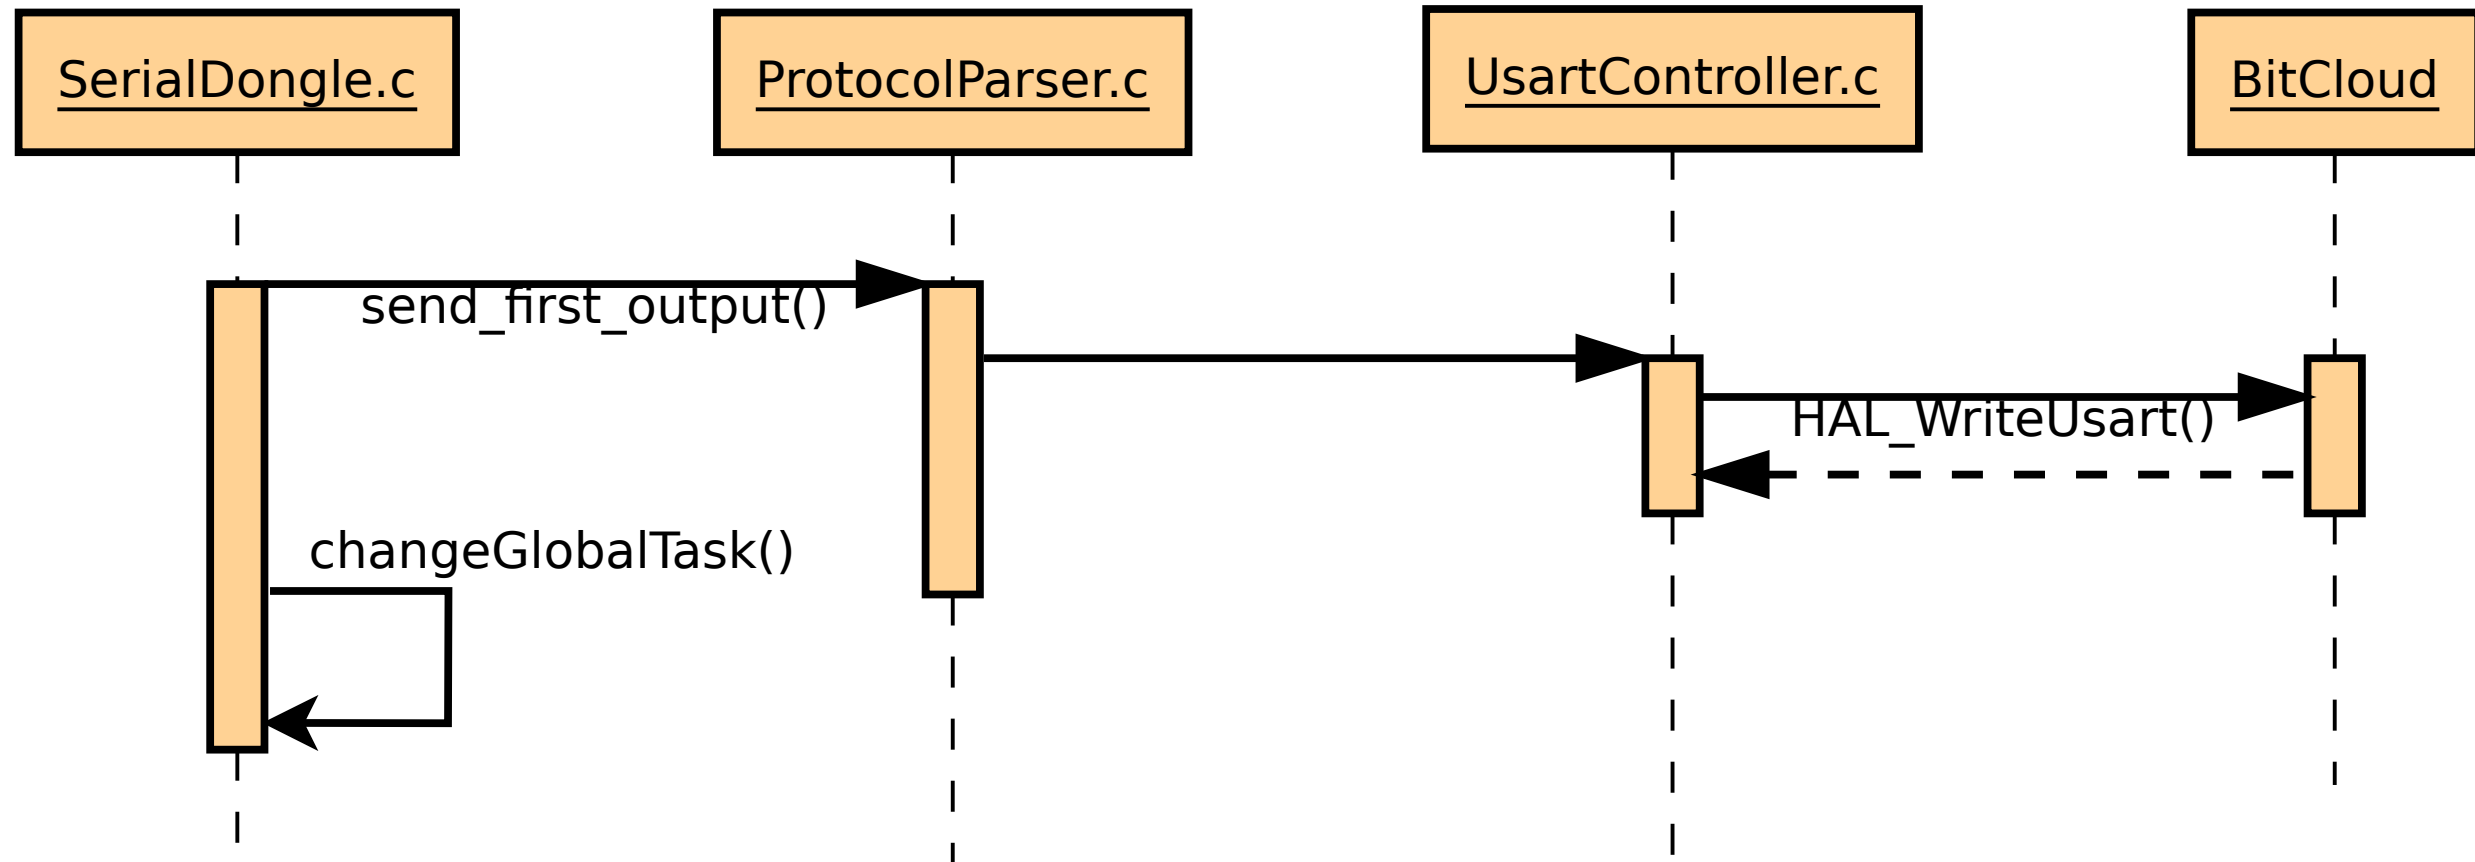 SerialDongle.c
ProtocolParser.c
UsartController.c
BitCloud
send_first_output()
HAL_WriteUsart()
changeGlobalTask()